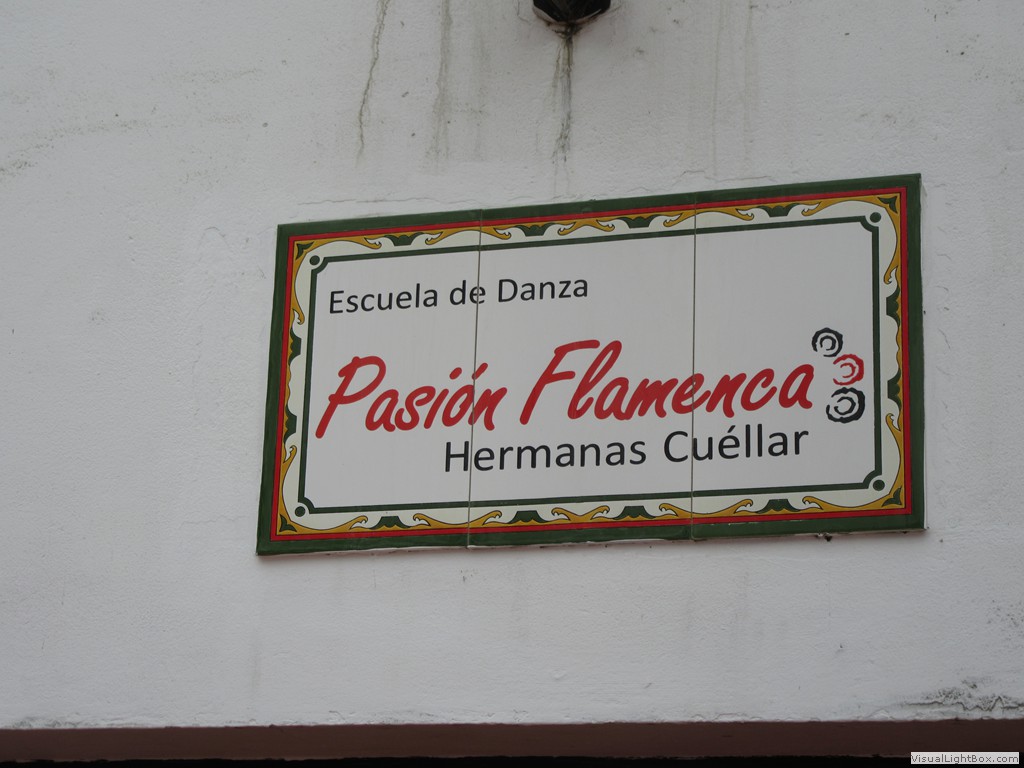 Escuela de Danza
Pasión Flamenca
Hermanas Cuéllar
VisualLightBox.com